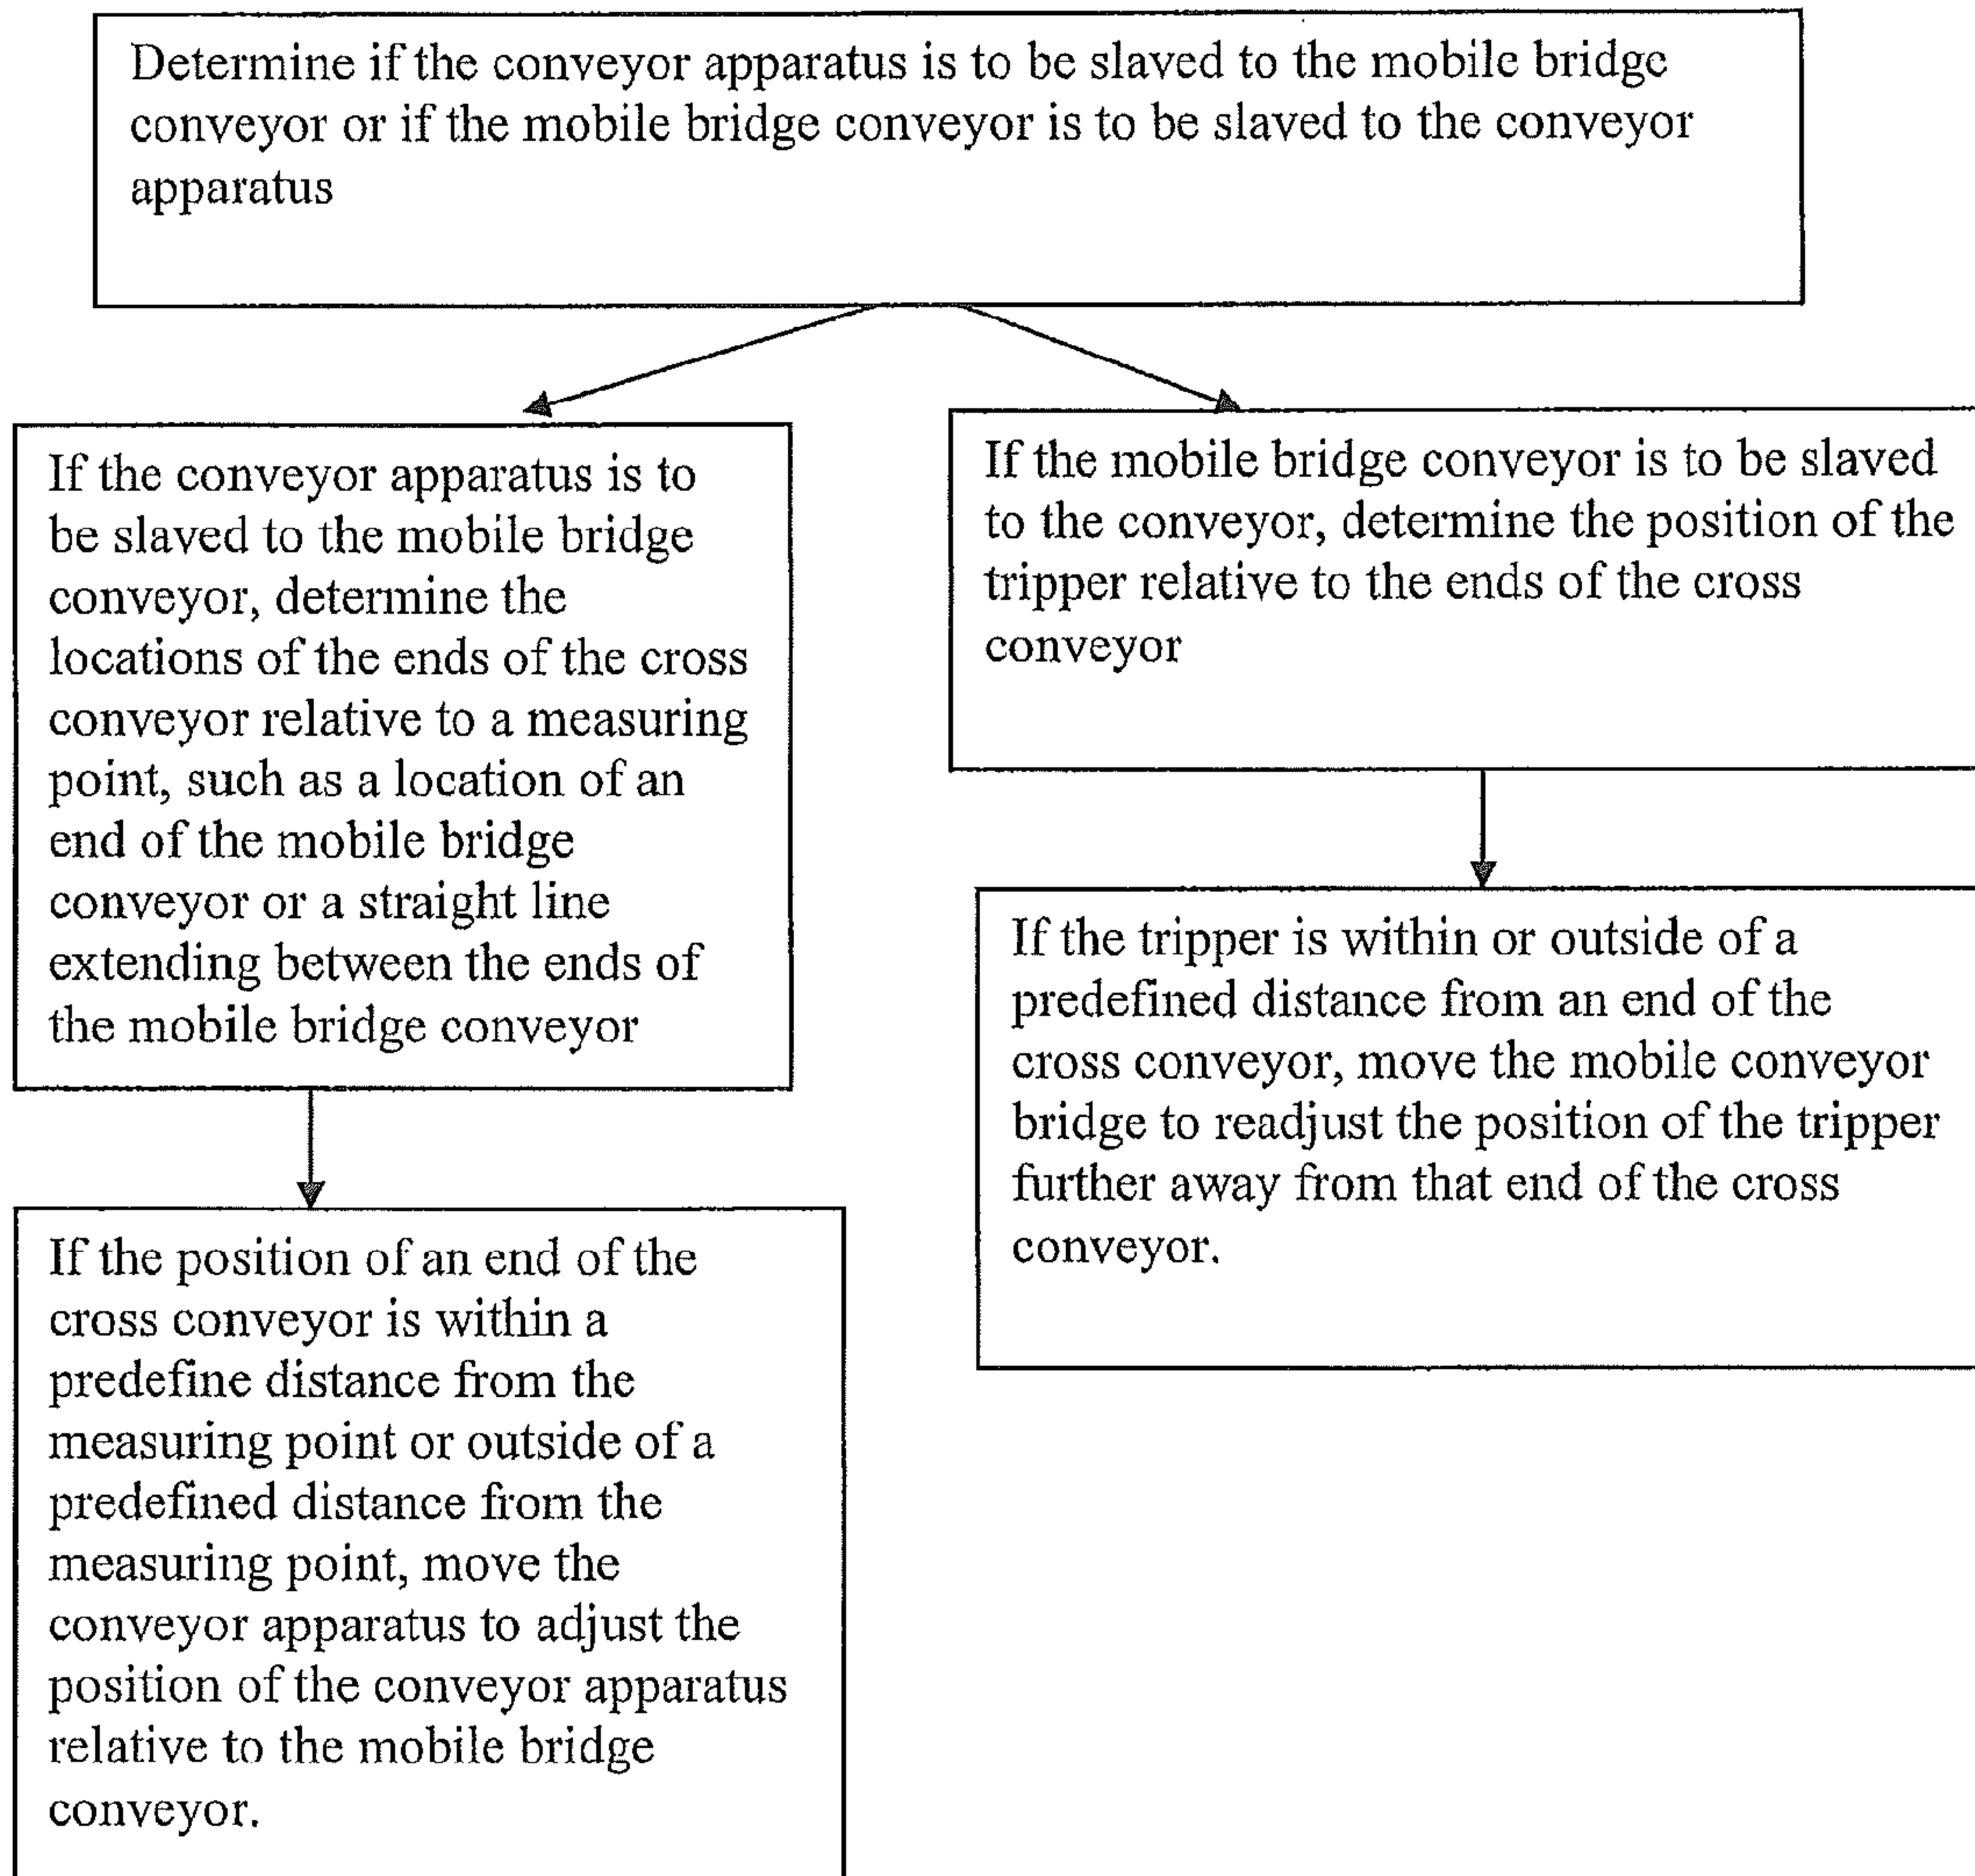 Determine if the conveyor apparatus is to be slaved to the mobile bridge
conveyor or if the mobile bridge conveyor is to be slaved to the conveyor
apparatus
If the conveyor apparatus is to
be slaved to the mobile bridge
conveyor, determine the
locations of the ends of the cross
conveyor relative to a measuring
point, such as a location of an
end of the mobile bridge
conveyor or a straight line
extending between the ends of
the mobile bridge conveyor
If the position of an end of the
cross conveyor is within a
predefine distance from the
measuring point or outside of a
predefined distance from the
measuring point, move the
conveyor apparatus to adjust the
position of the conveyor apparatus
relative to the mobile bridge
conveyor.
If the mobile bridge conveyor is to be slaved
to the conveyor, determine the position of the
tripper relative to the ends of the cross
conveyor
If the tripper is within or outside of a
predefined distance from an end of the
cross conveyor, move the mobile conveyor
bridge to readjust the position of the tripper
further away from that end of the cross
conveyor.